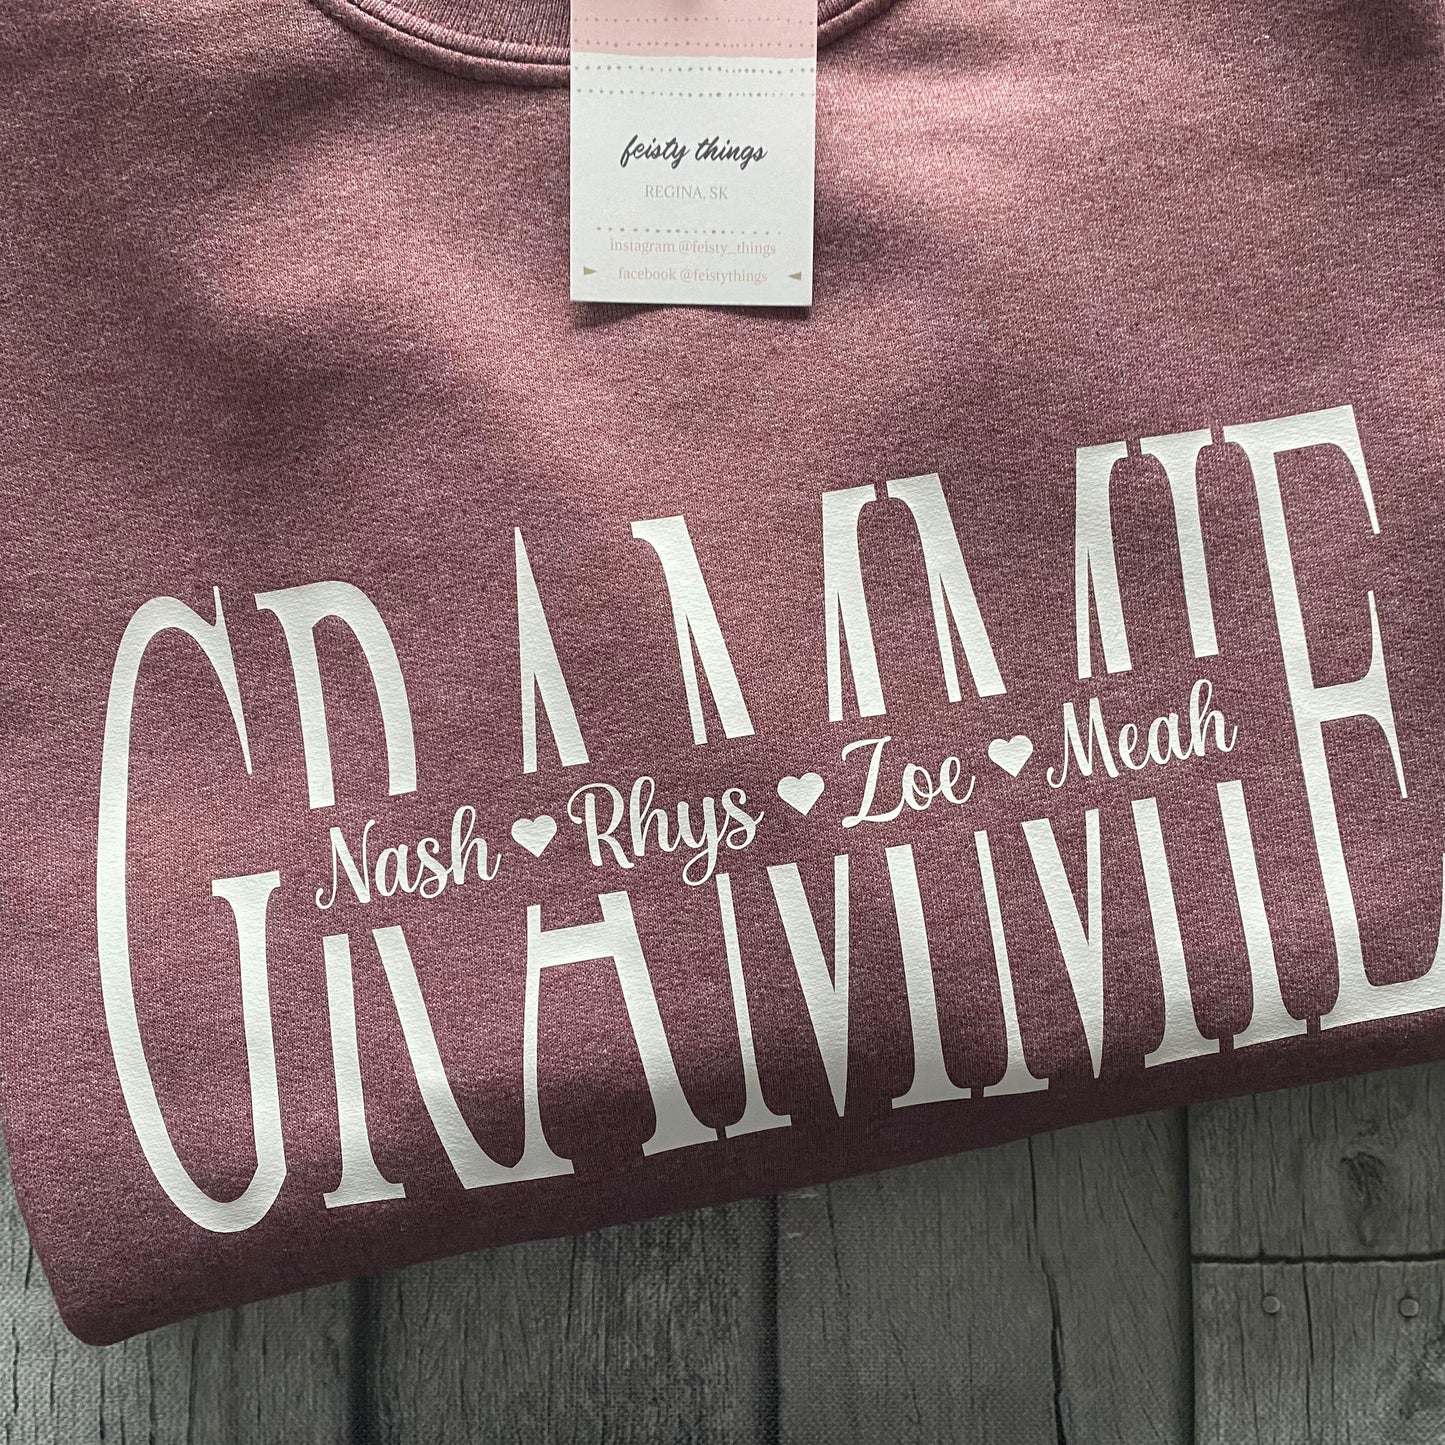 feisty things
REGINA, SK
instagram @feisty_things
facebook @feistythings
GRAMMIE
Nash ♥ Rhys ♥ Zoe ♥ Meah